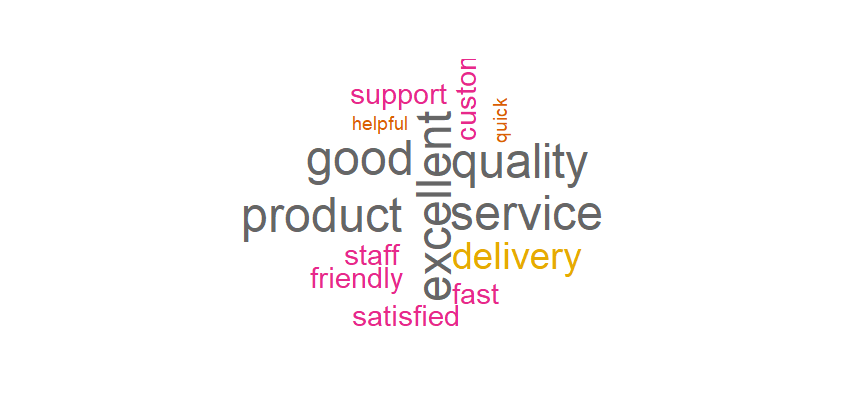 support
custon
quick
helpful
good
excellent
quality
product
service
staff
delivery
friendly
fast
satisfied